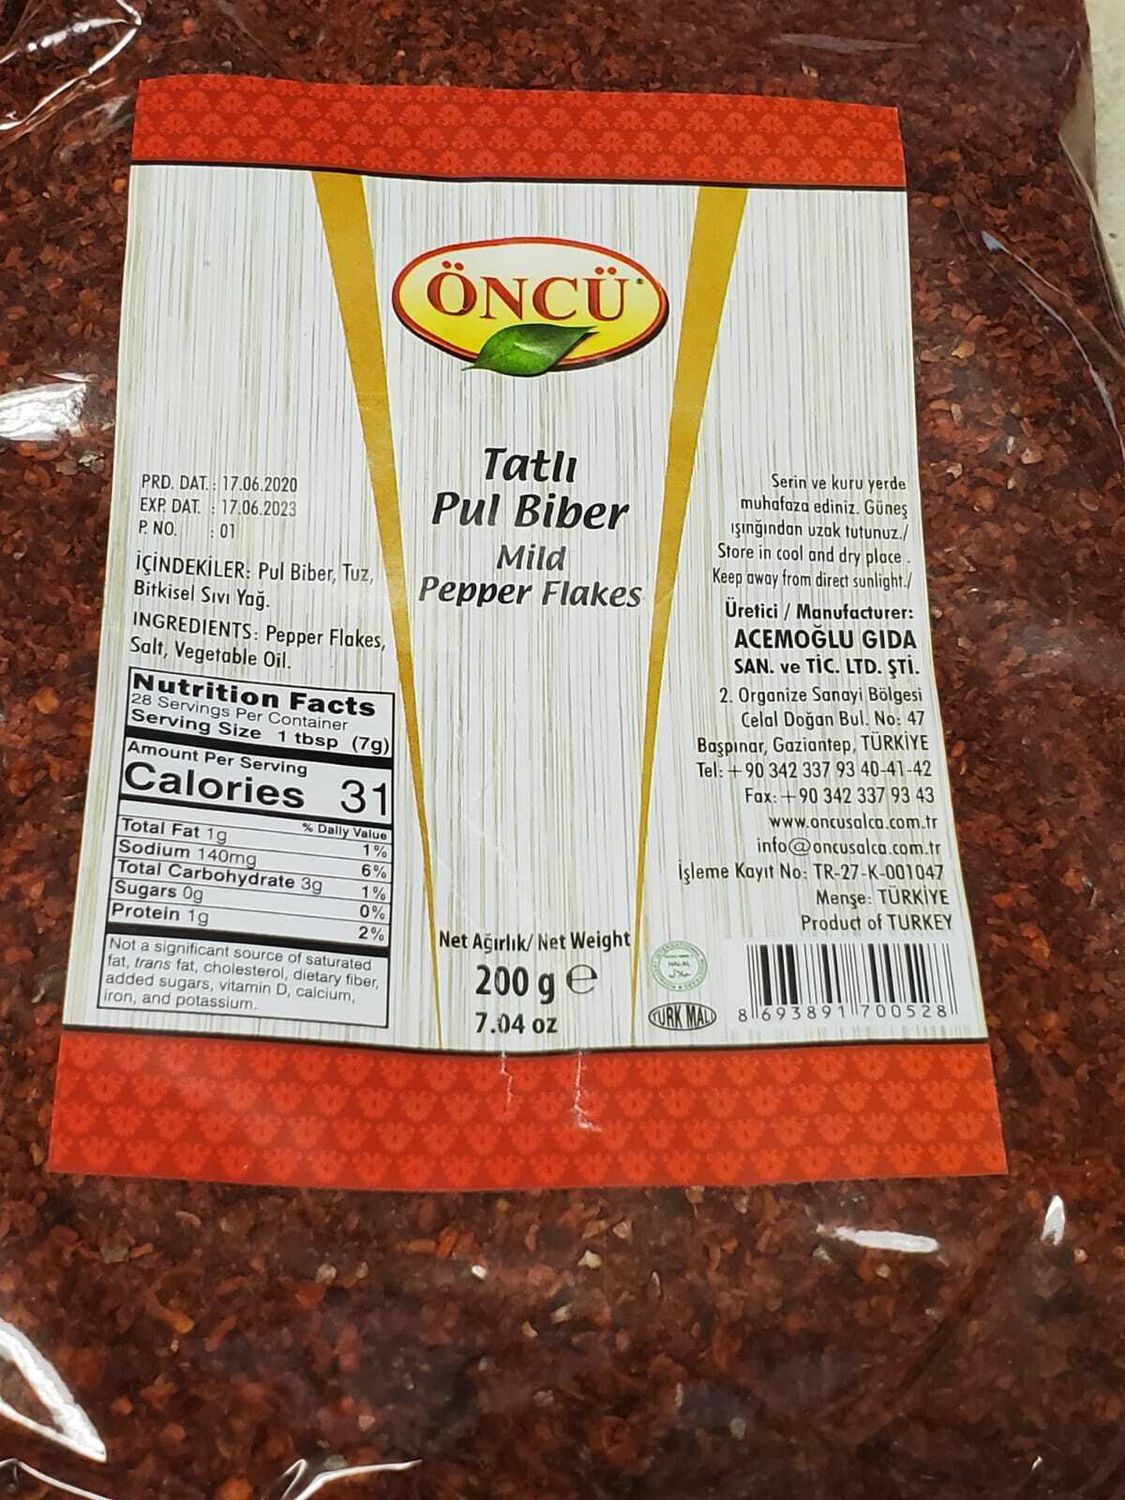 ÖNCÜ
Tatlı
Pul Biber
Mild
Pepper Flakes
PRD. DAT. : 17.06.2020
EXP. DAT. : 17.06.2023
P. NO. : 01
İÇİNDEKİLER: Pul Biber, Tuz,
Bitkisel Sıvı Yağ.
INGREDIENTS: Pepper Flakes,
Salt, Vegetable Oil.
Nutrition Facts
28 Servings Per Container
Serving Size 1 tbsp (7g)
Amount Per Serving
Calories 31
% Daily Value
Total Fat 1g 1%
Sodium 140mg 6%
Total Carbohydrate 3g 1%
Sugars 0g 0%
Protein 1g 2%
Not a significant source of saturated
fat, trans fat, cholesterol, dietary fiber,
added sugars, vitamin D, calcium,
iron, and potassium.
Net Ağırlık/ Net Weight
200 g e
7.04 oz
Serin ve kuru yerde
muhafaza ediniz. Güneş
ışınğından uzak tutunuz./
Store in cool and dry place .
Keep away from direct sunlight./
Üretici / Manufacturer:
ACEMOĞLU GIDA
SAN. ve TİC. LTD. ŞTİ.
2. Organize Sanayi Bölgesi
Celal Doğan Bul. No: 47
Başpınar, Gaziantep, TÜRKİYE
Tel: +90 342 337 93 40-41-42
Fax: +90 342 337 93 43
www.oncusalca.com.tr
info@oncusalca.com.tr
İşleme Kayıt No: TR-27-K-001047
Menşe: TÜRKİYE
Product of TURKEY
HALAL
حلال
TURK MALI
8 693891 700528